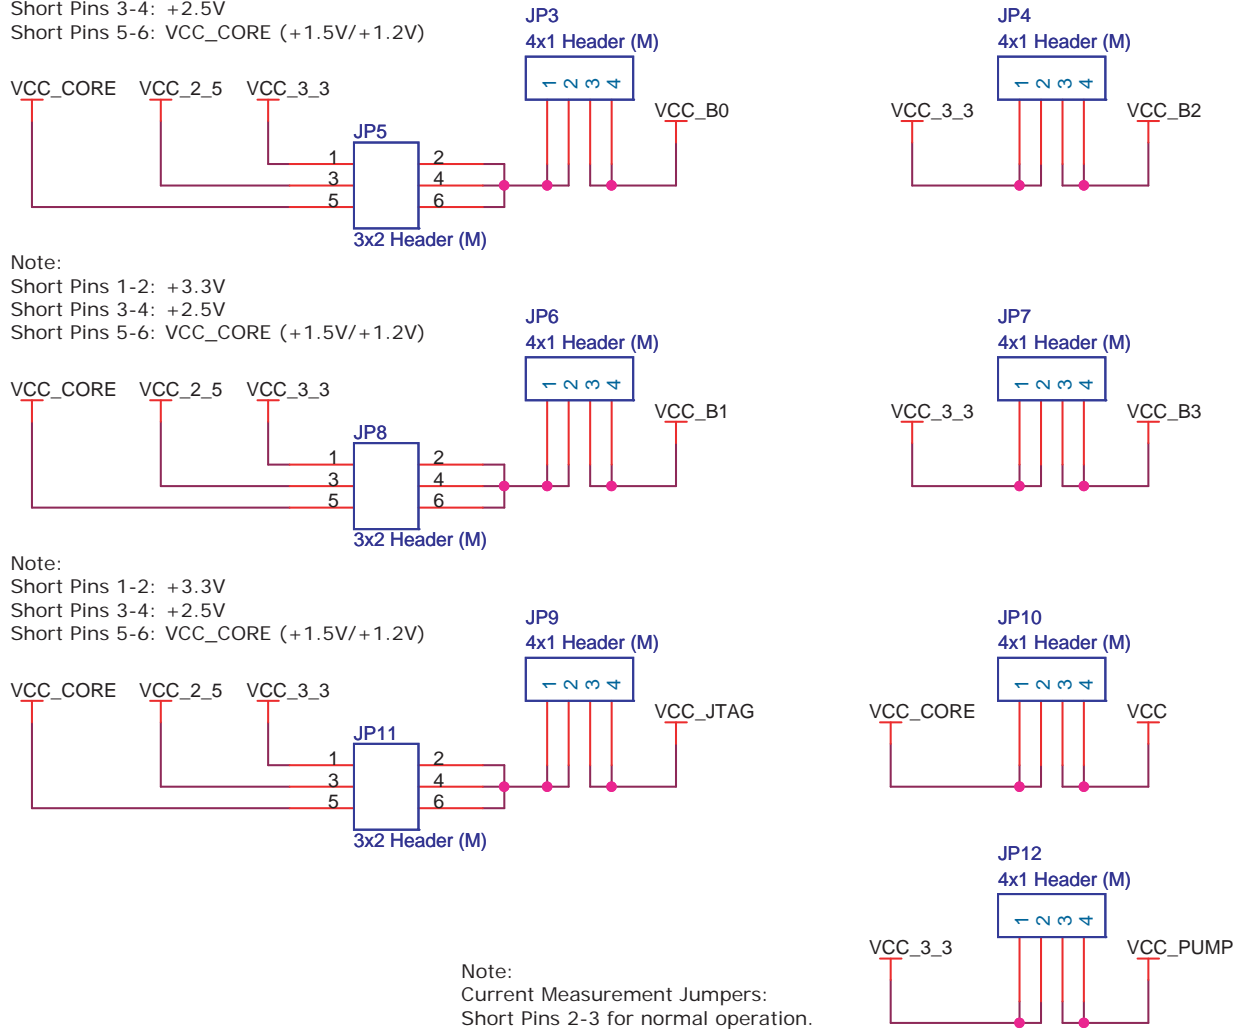 Short Pins 3-4: +2.5V
Short Pins 5-6: VCC_CORE (+1.5V/+1.2V)
JP3
4x1 Header (M)
1 2 3 4
JP4
4x1 Header (M)
1 2 3 4
VCC_CORE VCC_2_5 VCC_3_3
VCC_B0
VCC_3_3
VCC_B2
JP5
1 2
3 4
5 6
3x2 Header (M)
Note:
Short Pins 1-2: +3.3V
Short Pins 3-4: +2.5V
Short Pins 5-6: VCC_CORE (+1.5V/+1.2V)
JP6
4x1 Header (M)
1 2 3 4
JP7
4x1 Header (M)
1 2 3 4
VCC_CORE VCC_2_5 VCC_3_3
VCC_B1
VCC_3_3
VCC_B3
JP8
1 2
3 4
5 6
3x2 Header (M)
Note:
Short Pins 1-2: +3.3V
Short Pins 3-4: +2.5V
Short Pins 5-6: VCC_CORE (+1.5V/+1.2V)
JP9
4x1 Header (M)
1 2 3 4
JP10
4x1 Header (M)
1 2 3 4
VCC_CORE VCC_2_5 VCC_3_3
VCC_JTAG
VCC_CORE
VCC
JP11
1 2
3 4
5 6
3x2 Header (M)
JP12
4x1 Header (M)
1 2 3 4
VCC_3_3
VCC_PUMP
Note:
Current Measurement Jumpers:
Short Pins 2-3 for normal operation.